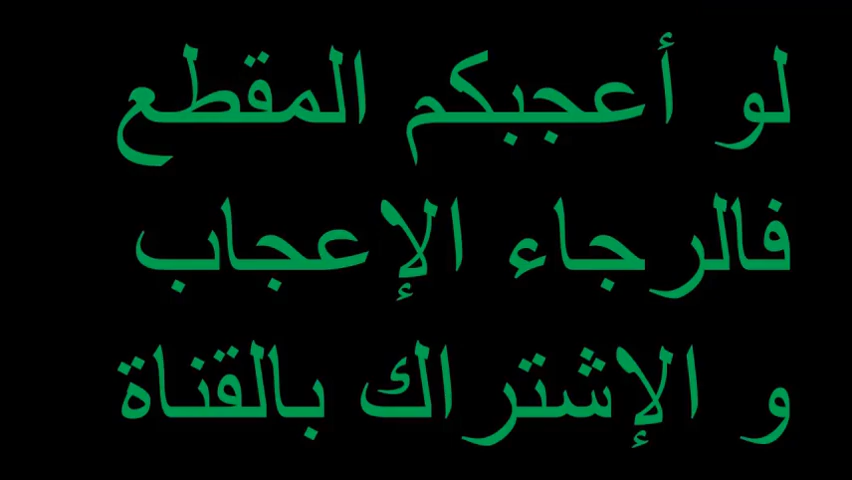 لو أعجبكم المقطع
فالرجاء الإعجاب
و الإشتراك بالقناة